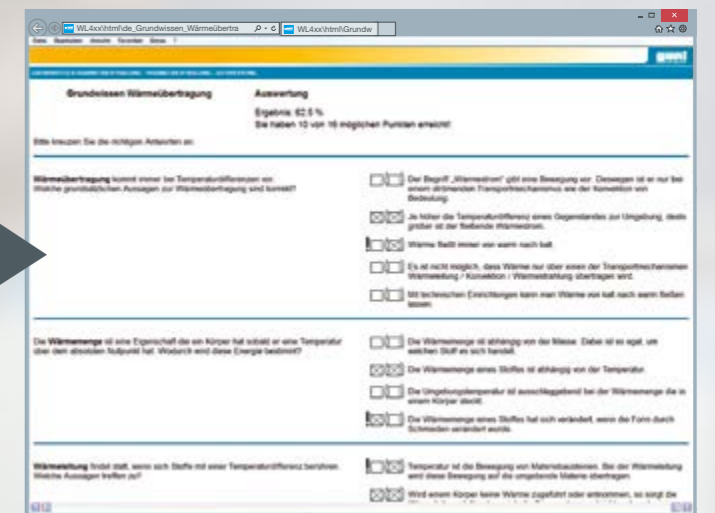 WL4xx\html\de_Grundwissen_Wärmeübertra
WL4xx\html\Grundw
Datei Bearbeiten Ansicht Favoriten Extras ?
gunt
Grundwissen Wärmeübertragung
Auswertung
Ergebnis: 62.5 %
Sie haben 10 von 16 möglichen Punkten erreicht!
Bitte kreuzen Sie die richtigen Antworten an:
Wärmeübertragung kommt immer bei Temperaturdifferenzen vor.
Welche grundsätzlichen Aussagen zur Wärmeübertragung sind korrekt?
Der Begriff „Wärmestrom“ gibt eine Bewegung vor. Deswegen ist er nur bei
einem strömenden Transportmechanismus wie der Konvektion von
Bedeutung.
Je höher die Temperaturdifferenz eines Gegenstandes zur Umgebung, desto
größer ist der fließende Wärmestrom.
Wärme fließt immer von warm nach kalt.
Es ist nicht möglich, dass Wärme nur über einen der Transportmechanismen
Wärmeleitung / Konvektion / Wärmestrahlung übertragen wird.
Mit technischen Einrichtungen kann man Wärme von kalt nach warm fließen
lassen.
Die Wärmemenge ist eine Eigenschaft die ein Körper hat sobald er eine Temperatur
über dem absoluten Nullpunkt hat. Wodurch wird diese Energie bestimmt?
Die Wärmemenge ist abhängig von der Masse. Dabei ist es egal, um
welchen Stoff es sich handelt.
Die Wärmemenge eines Stoffes ist abhängig von der Temperatur.
Die Umgebungstemperatur ist ausschlaggebend bei der Wärmemenge die in
einem Körper steckt.
Die Wärmemenge eines Stoffes hat sich verändert, wenn die Form durch
Schmieden verändert wurde.
Wärmeleitung findet statt, wenn sich Stoffe mit einer Temperaturdifferenz berühren.
Welche Aussagen treffen zu?
Temperatur ist die Bewegung von Materiebausteinen. Bei der Wärmeleitung
wird diese Bewegung auf die umgebende Materie übertragen.
Wird einem Körper keine Wärme zugeführt oder entnommen, so sorgt die